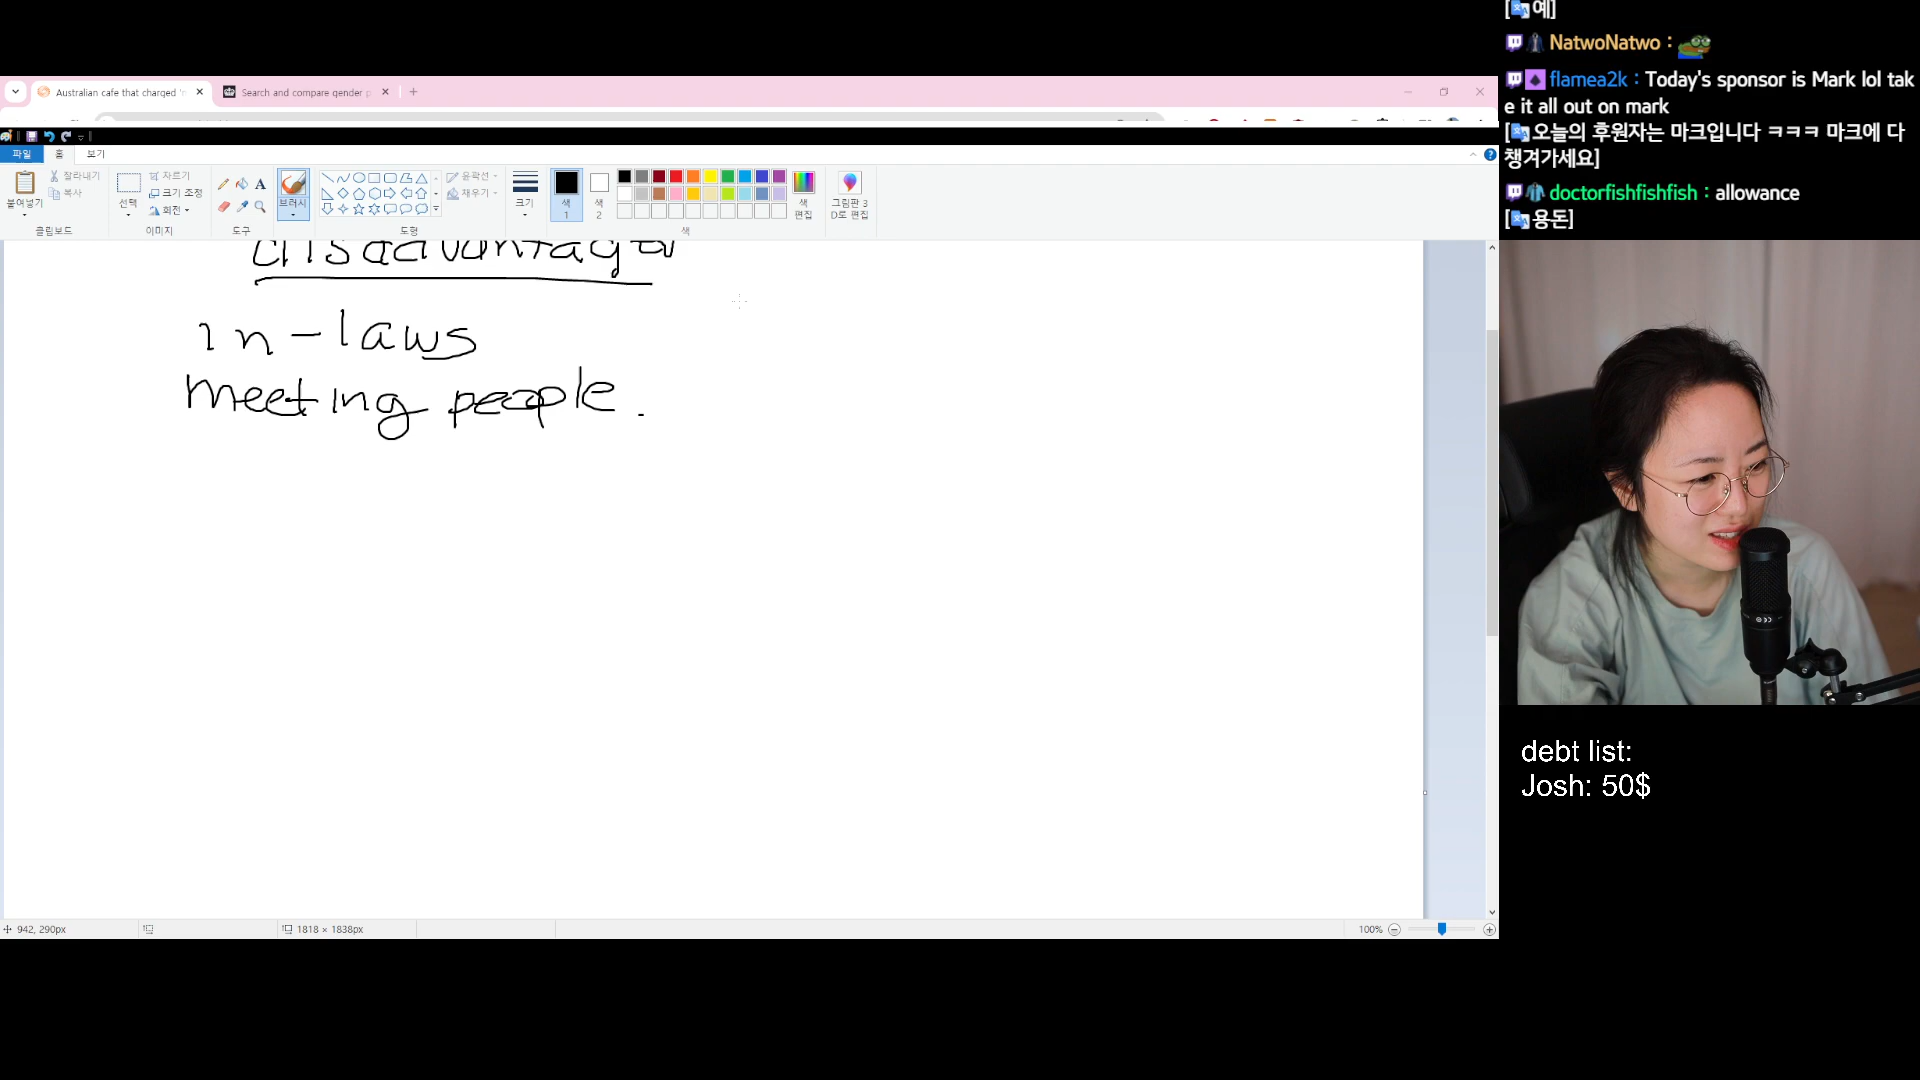 [예]
NatwoNatwo :
flamea2k : Today's sponsor is Mark lol tak
e it all out on mark
[오늘의 후원자는 마크입니다 ㅋㅋㅋ 마크에 다
챙겨가세요]
doctorfishfishfish : allowance
[용돈]
Australian cafe that charged
Search and compare gender p
파일 홈 보기
붙여넣기
잘라내기
복사
클립보드
선택
자르기
크기 조정
회전
이미지
A
도구
브러시
윤곽선
채우기
도형
크기
색
1
색
2
색
편집
그림판 3
D로 편집
색
disadvantage
in-laws
meeting people.
debt list:
Josh: 50$
942, 290px
1818 × 1838px
100%